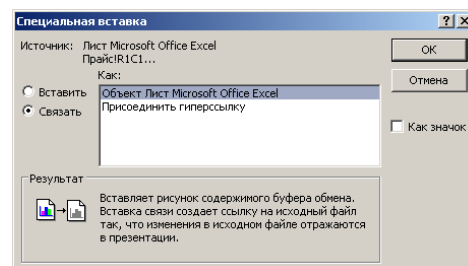 Специальная вставка
Источник: Лист Microsoft Office Excel
Прайс!R1C1...
Как:
Вставить
Связать
Объект Лист Microsoft Office Excel
Присоединить гиперссылку
ОК
Отмена
Как значок
Результат
Вставляет рисунок содержимого буфера обмена.
Вставка связи создает ссылку на исходный файл
так, что изменения в исходном файле отражаются
в презентации.